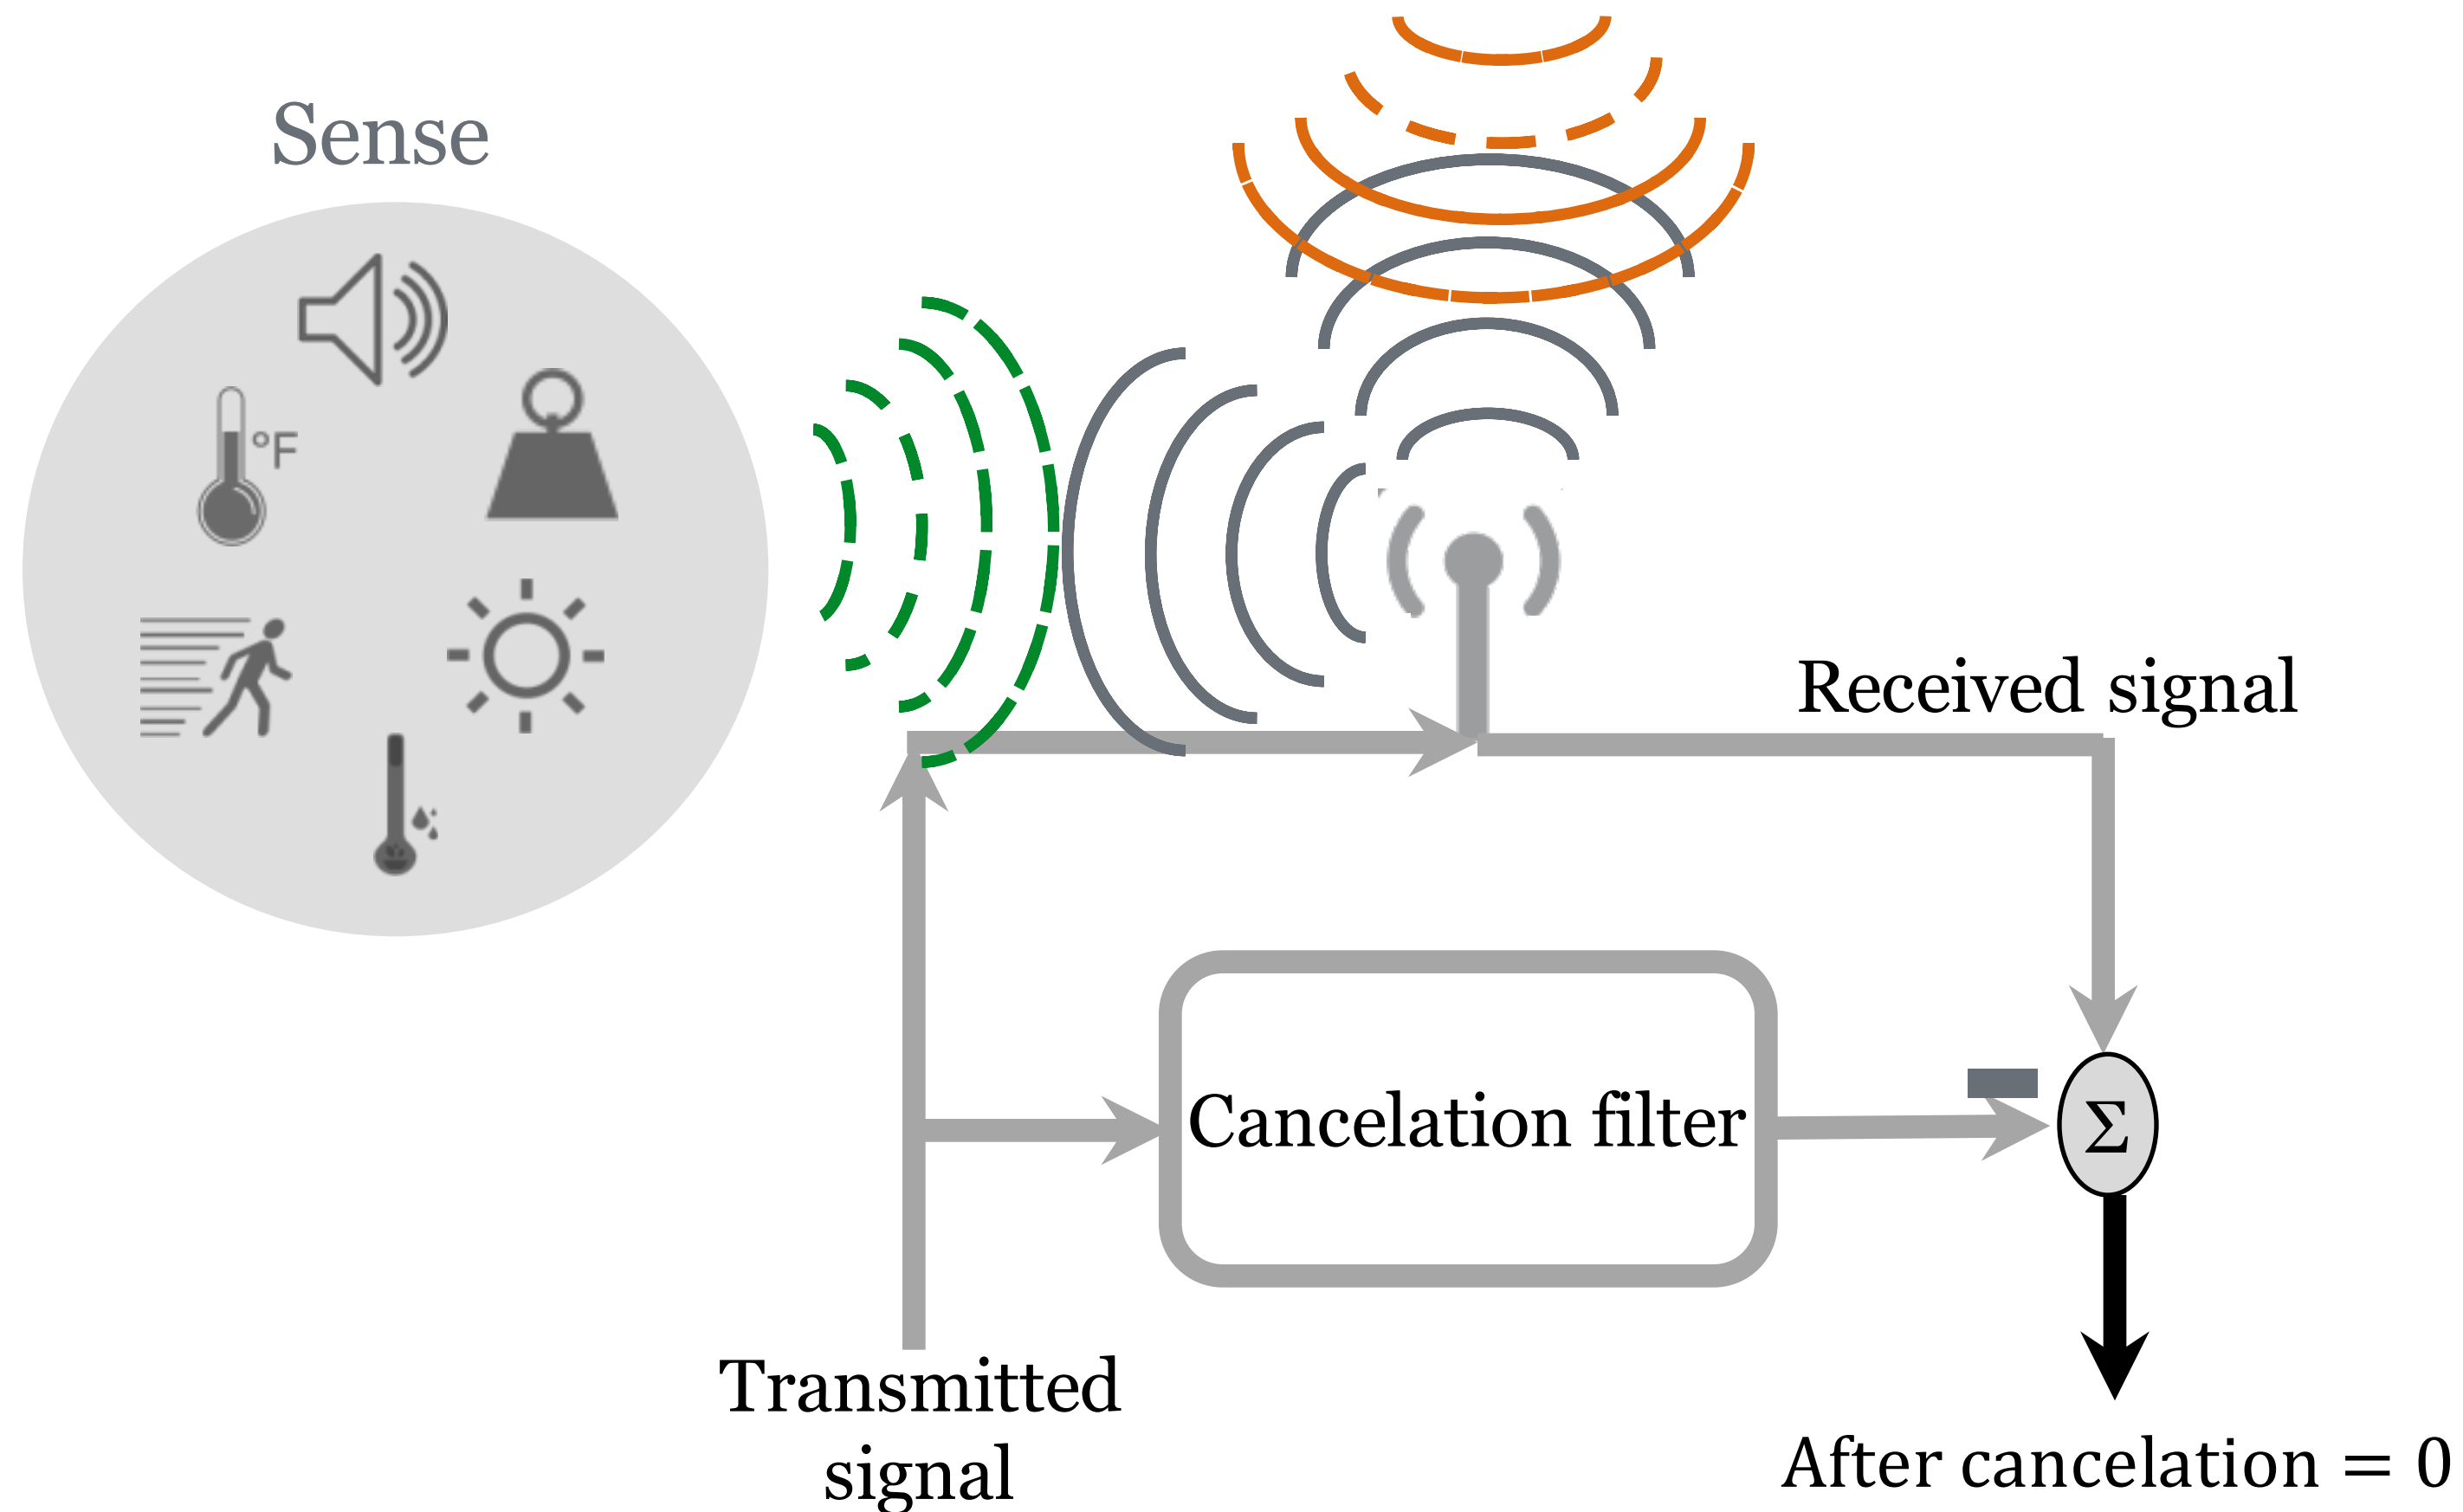 Sense
°F
Received signal
Cancelation filter
Σ
Transmitted
signal
After cancelation = 0